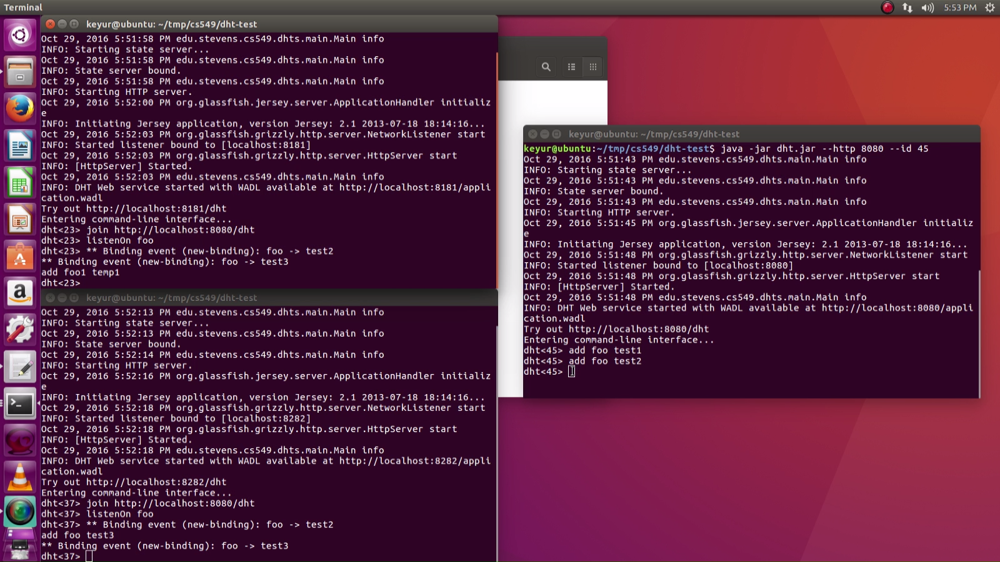 Terminal
5:53 PM
keyur@ubuntu: ~/tmp/cs549/dht-test
Oct 29, 2016 5:51:58 PM edu.stevens.cs549.dhts.main.Main info
INFO: Starting state server...
Oct 29, 2016 5:51:58 PM edu.stevens.cs549.dhts.main.Main info
INFO: State server bound.
Oct 29, 2016 5:51:58 PM edu.stevens.cs549.dhts.main.Main info
INFO: Starting HTTP server.
Oct 29, 2016 5:52:00 PM org.glassfish.jersey.server.ApplicationHandler initializ
e
INFO: Initiating Jersey application, version Jersey: 2.1 2013-07-18 18:14:16...
Oct 29, 2016 5:52:03 PM org.glassfish.grizzly.http.server.NetworkListener start
INFO: Started listener bound to [localhost:8181]
Oct 29, 2016 5:52:03 PM org.glassfish.grizzly.http.server.HttpServer start
INFO: [HttpServer] Started.
Oct 29, 2016 5:52:03 PM edu.stevens.cs549.dhts.main.Main info
INFO: DHT Web service started with WADL available at http://localhost:8181/appli
cation.wadl
Try out http://localhost:8181/dht
Entering command-line interface...
dht<23> join http://localhost:8080/dht
dht<23> listenOn foo
dht<23> ** Binding event (new-binding): foo -> test2
** Binding event (new-binding): foo -> test3
add foo1 temp1
dht<23>
keyur@ubuntu: ~/tmp/cs549/dht-test
Oct 29, 2016 5:52:13 PM edu.stevens.cs549.dhts.main.Main info
INFO: Starting state server...
Oct 29, 2016 5:52:13 PM edu.stevens.cs549.dhts.main.Main info
INFO: State server bound.
Oct 29, 2016 5:52:14 PM edu.stevens.cs549.dhts.main.Main info
INFO: Starting HTTP server.
Oct 29, 2016 5:52:16 PM org.glassfish.jersey.server.ApplicationHandler initializ
e
INFO: Initiating Jersey application, version Jersey: 2.1 2013-07-18 18:14:16...
Oct 29, 2016 5:52:18 PM org.glassfish.grizzly.http.server.NetworkListener start
INFO: Started listener bound to [localhost:8282]
Oct 29, 2016 5:52:18 PM org.glassfish.grizzly.http.server.HttpServer start
INFO: [HttpServer] Started.
Oct 29, 2016 5:52:18 PM edu.stevens.cs549.dhts.main.Main info
INFO: DHT Web service started with WADL available at http://localhost:8282/appli
cation.wadl
Try out http://localhost:8282/dht
Entering command-line interface...
dht<37> join http://localhost:8080/dht
dht<37> listenOn foo
dht<37> ** Binding event (new-binding): foo -> test2
add foo test3
** Binding event (new-binding): foo -> test3
dht<37>
keyur@ubuntu: ~/tmp/cs549/dht-test
keyur@ubuntu:~/tmp/cs549/dht-test$ java -jar dht.jar --http 8080 --id 45
Oct 29, 2016 5:51:43 PM edu.stevens.cs549.dhts.main.Main info
INFO: Starting state server...
Oct 29, 2016 5:51:43 PM edu.stevens.cs549.dhts.main.Main info
INFO: State server bound.
Oct 29, 2016 5:51:43 PM edu.stevens.cs549.dhts.main.Main info
INFO: Starting HTTP server.
Oct 29, 2016 5:51:45 PM org.glassfish.jersey.server.ApplicationHandler initializ
e
INFO: Initiating Jersey application, version Jersey: 2.1 2013-07-18 18:14:16...
Oct 29, 2016 5:51:48 PM org.glassfish.grizzly.http.server.NetworkListener start
INFO: Started listener bound to [localhost:8080]
Oct 29, 2016 5:51:48 PM org.glassfish.grizzly.http.server.HttpServer start
INFO: [HttpServer] Started.
Oct 29, 2016 5:51:48 PM edu.stevens.cs549.dhts.main.Main info
INFO: DHT Web service started with WADL available at http://localhost:8080/appli
cation.wadl
Try out http://localhost:8080/dht
Entering command-line interface...
dht<45> add foo test1
dht<45> add foo test2
dht<45>